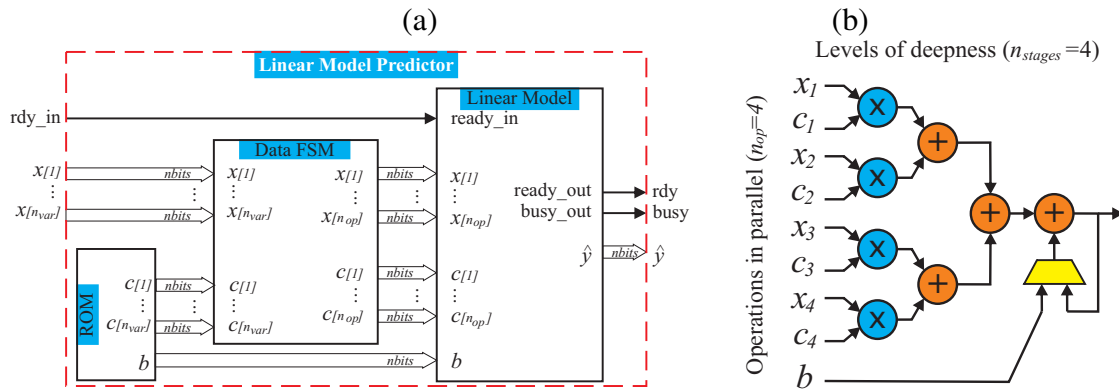 (a)
Linear Model Predictor
Linear Model
rdy_in
ready_in
Data FSM
x[1] nbits x[1] x[1] nbits x[1]
⋮ ⋮ ⋮ ⋮
x[nvar] nbits x[nvar] x[nop] nbits x[nop]
ready_out rdy
busy_out busy
ŷ nbits ŷ
ROM
c[1] nbits c[1] c[1] nbits c[1]
⋮ ⋮ ⋮ ⋮
c[nvar] nbits c[nvar] c[nop] nbits c[nop]
b nbits b
(b)
Levels of deepness (nstages=4)
Operations in parallel (nop=4)
x1
X
c1
+
x2
X
c2
+ +
x3
X
c3
+
x4
X
c4
b